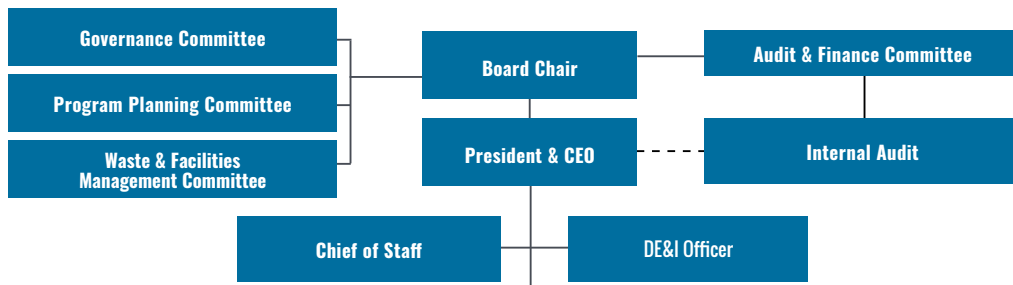 Governance Committee
Program Planning Committee
Waste & Facilities
Management Committee
Board Chair
President & CEO
Audit & Finance Committee
Internal Audit
Chief of Staff
DE&I Officer